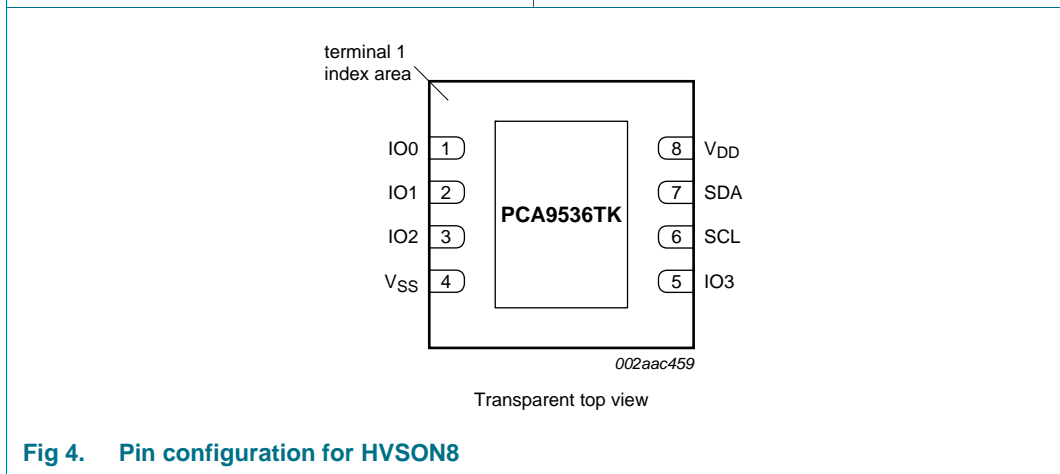 terminal 1
index area
IO0 1
IO1 2
IO2 3
VSS 4
PCA9536TK
8 VDD
7 SDA
6 SCL
5 IO3
002aac459
Transparent top view
Fig 4. Pin configuration for HVSON8